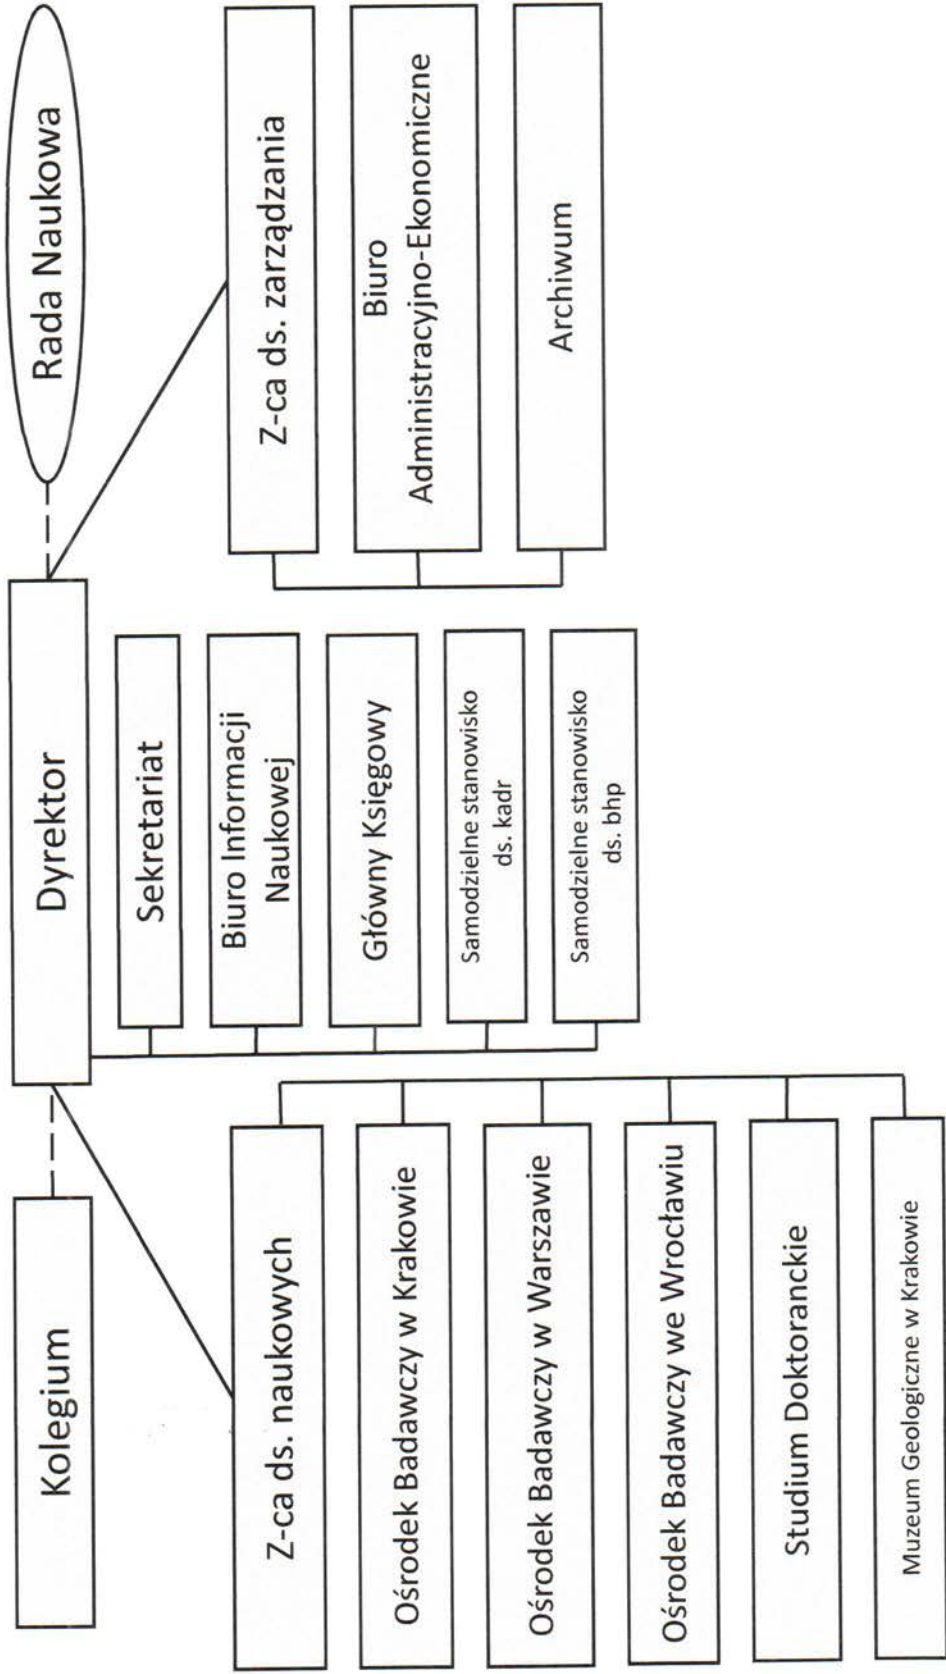 Kolegium
Dyrektor
Rada Naukowa
Z-ca ds. naukowych
Ośrodek Badawczy w Krakowie
Ośrodek Badawczy w Warszawie
Ośrodek Badawczy we Wrocławiu
Studium Doktoranckie
Muzeum Geologiczne w Krakowie
Sekretariat
Biuro Informacji
Naukowej
Główny Księgowy
Samodzielne stanowisko
ds. kadr
Samodzielne stanowisko
ds. bhp
Z-ca ds. zarządzania
Biuro
Administracyjno-Ekonomiczne
Archiwum